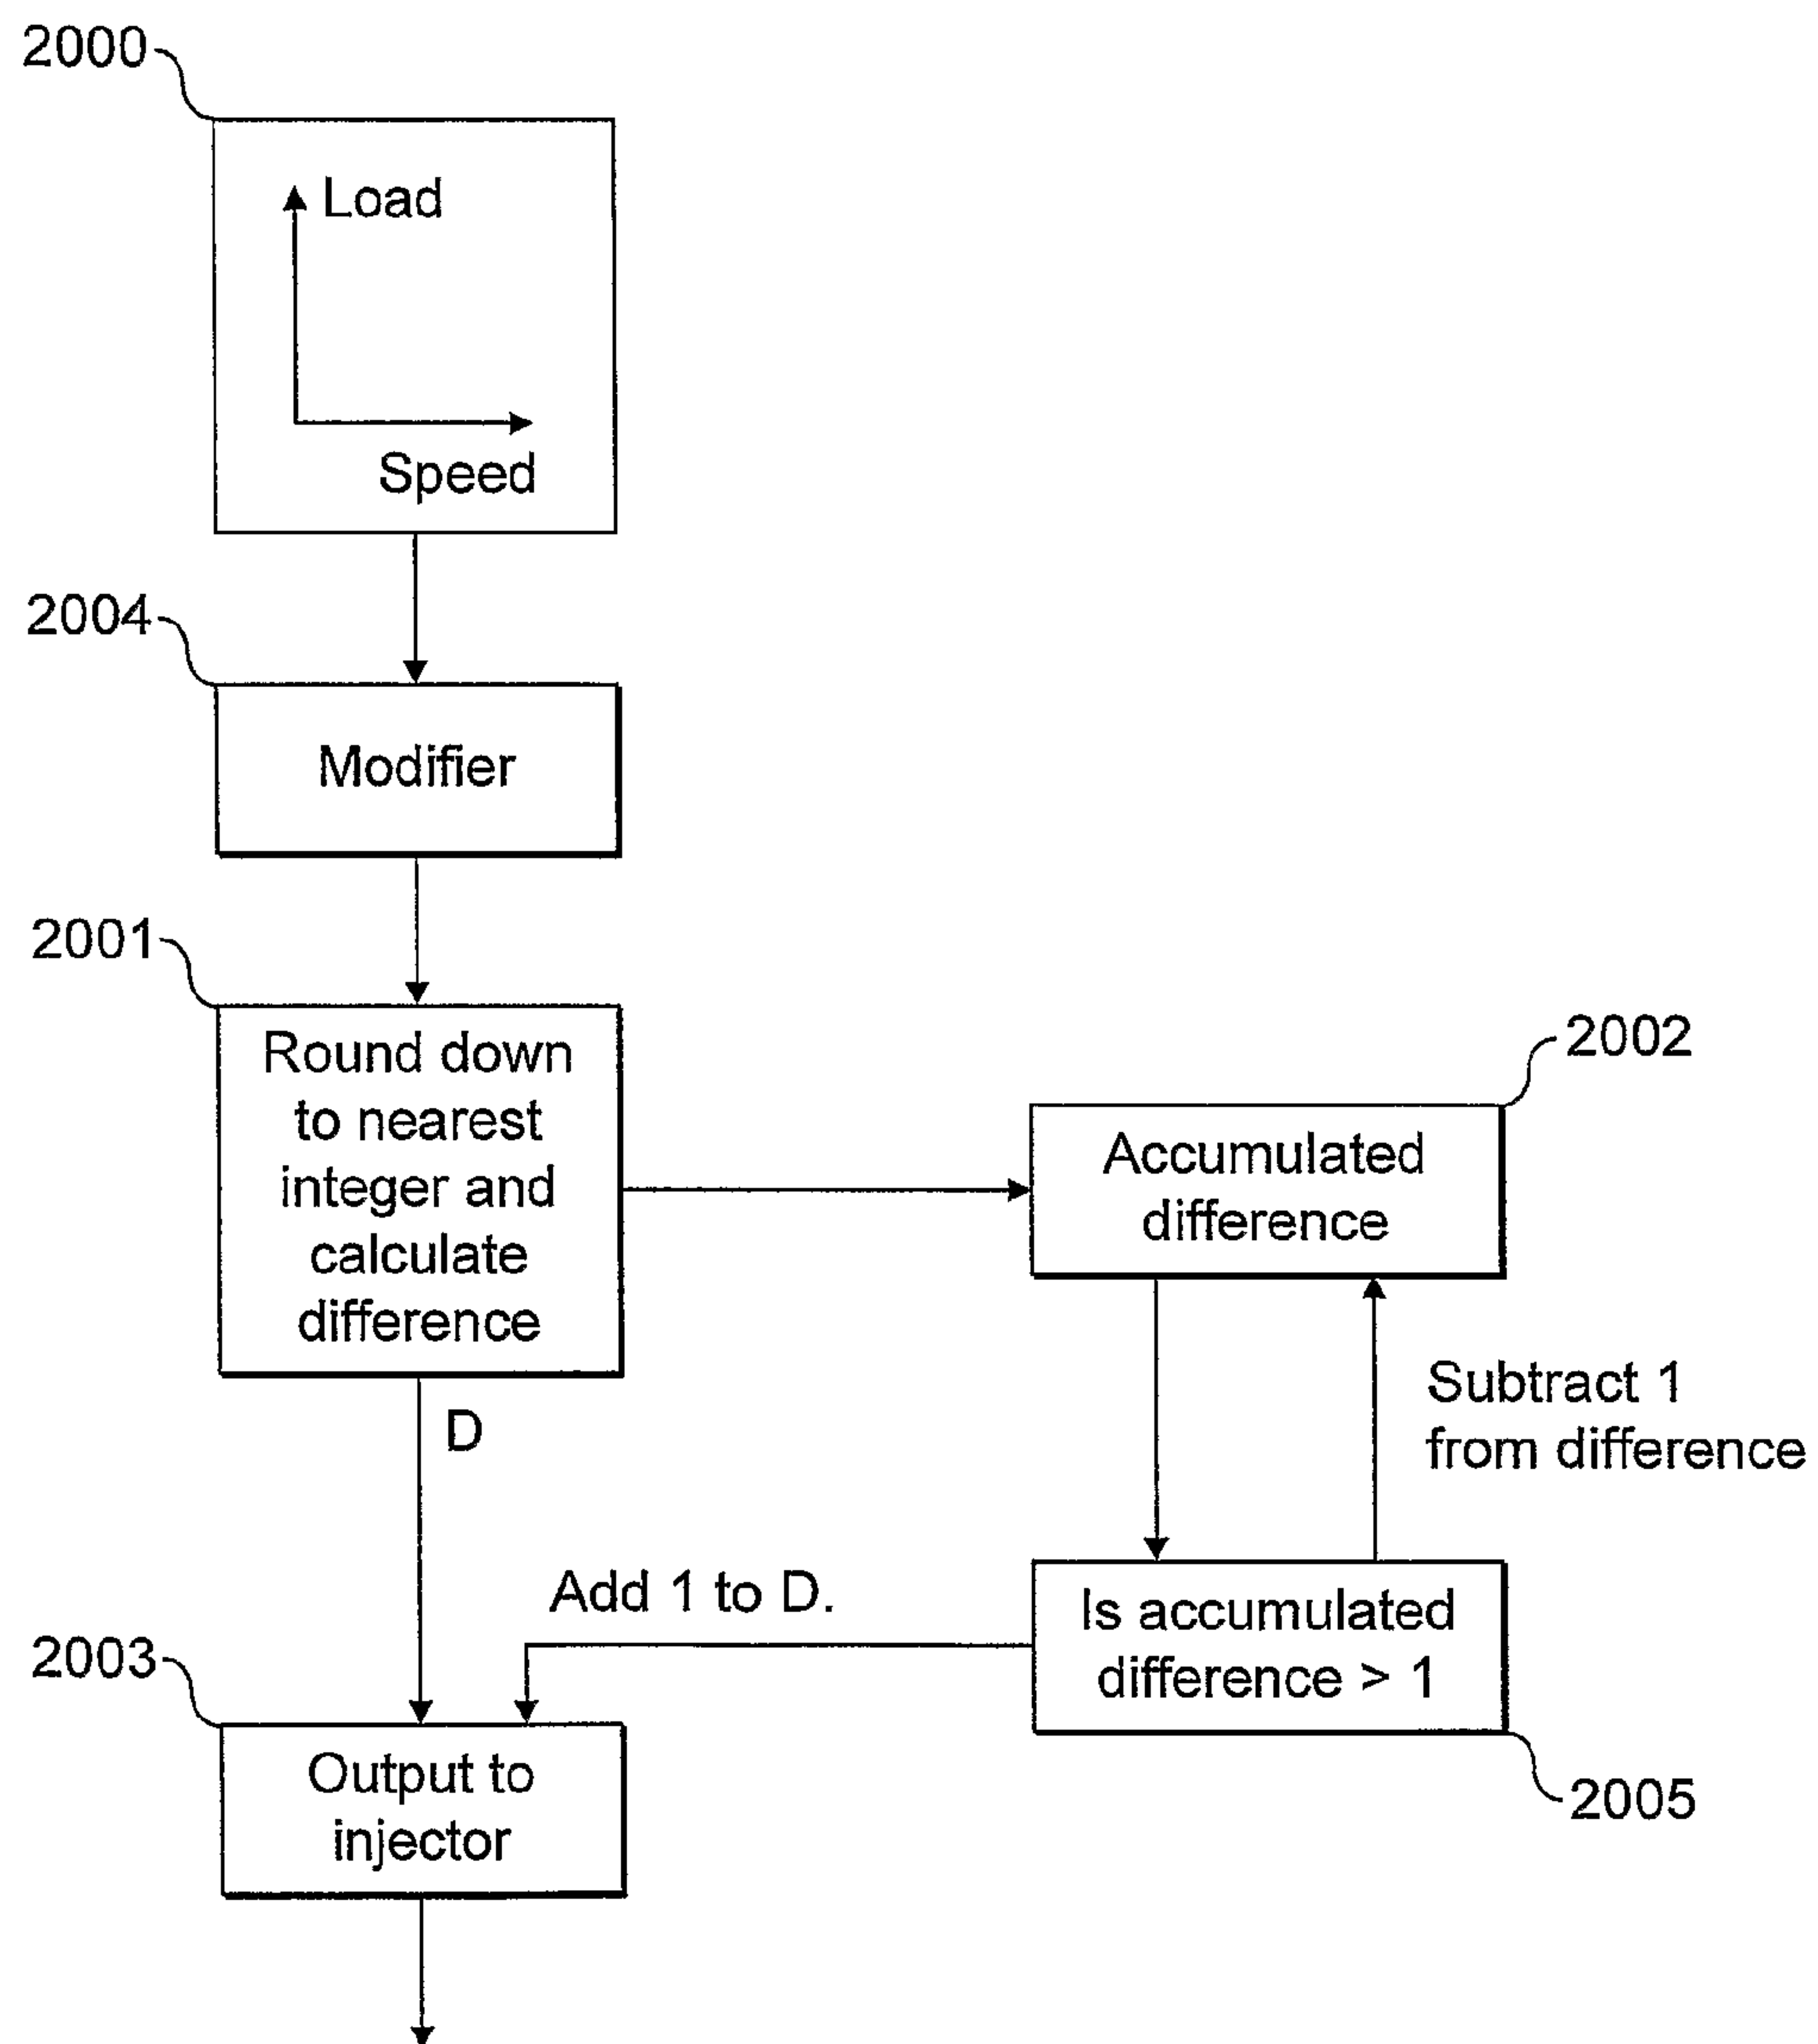 2000
Load
Speed
2004
Modifier
2001
Round down
to nearest
integer and
calculate
difference
2002
Accumulated
difference
D
Subtract 1
from difference
Add 1 to D.
Is accumulated
difference > 1
2003
Output to
injector
2005